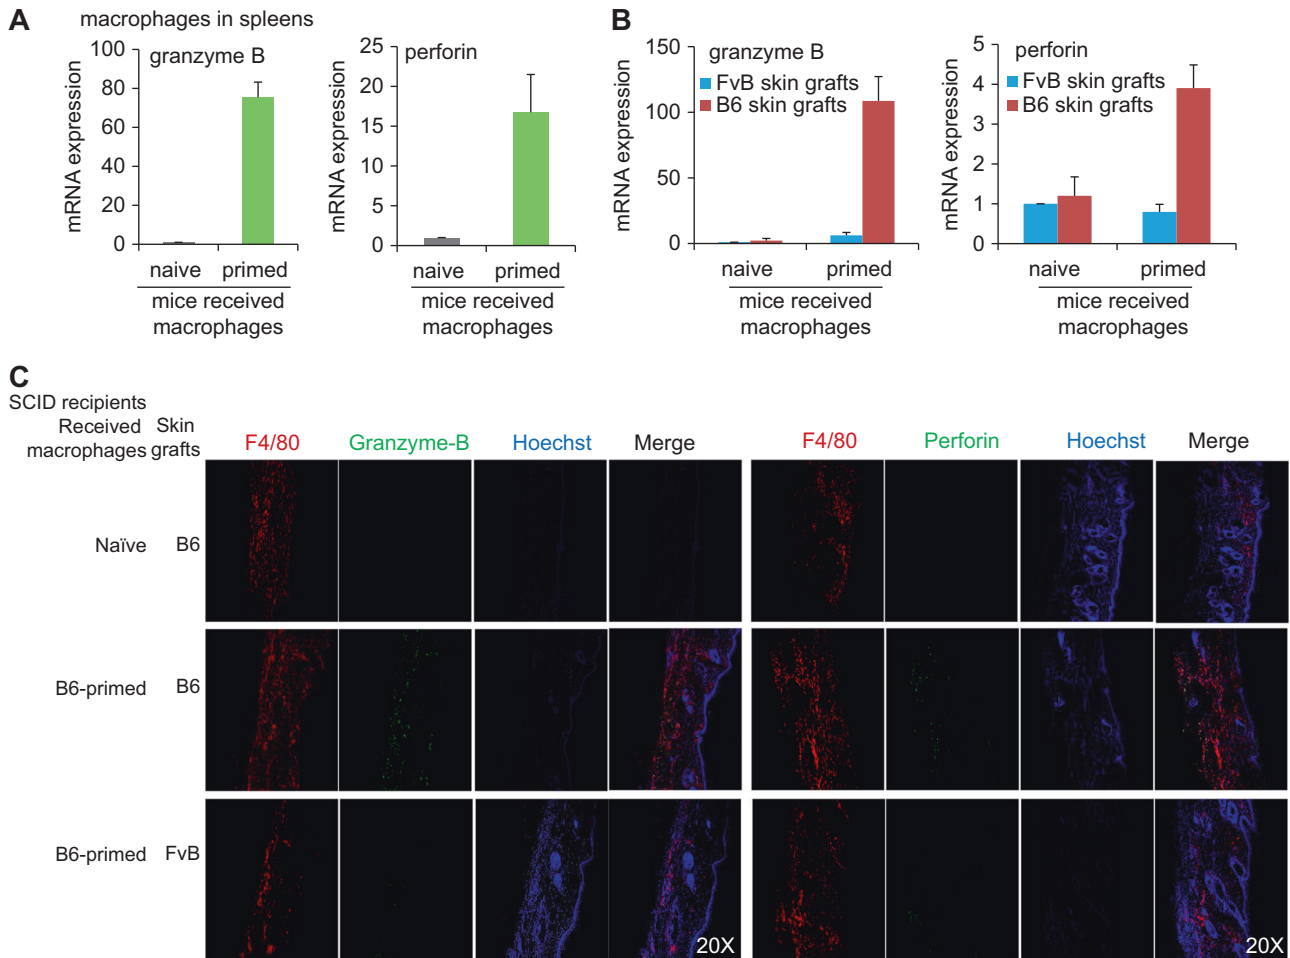 A
macrophages in spleens
granzyme B
mRNA expression
100
80
60
40
20
0
naive primed
mice received
macrophages
perforin
mRNA expression
25
20
15
10
5
0
naive primed
mice received
macrophages
B
granzyme B
FvB skin grafts
B6 skin grafts
mRNA expression
150
100
50
0
naive primed
mice received
macrophages
perforin
FvB skin grafts
B6 skin grafts
mRNA expression
5
4
3
2
1
0
naive primed
mice received
macrophages
C
SCID recipients
Received
macrophages
Skin
grafts
F4/80 Granzyme-B Hoechst Merge F4/80 Perforin Hoechst Merge
Naïve B6
B6-primed B6
B6-primed FvB
20X 20X